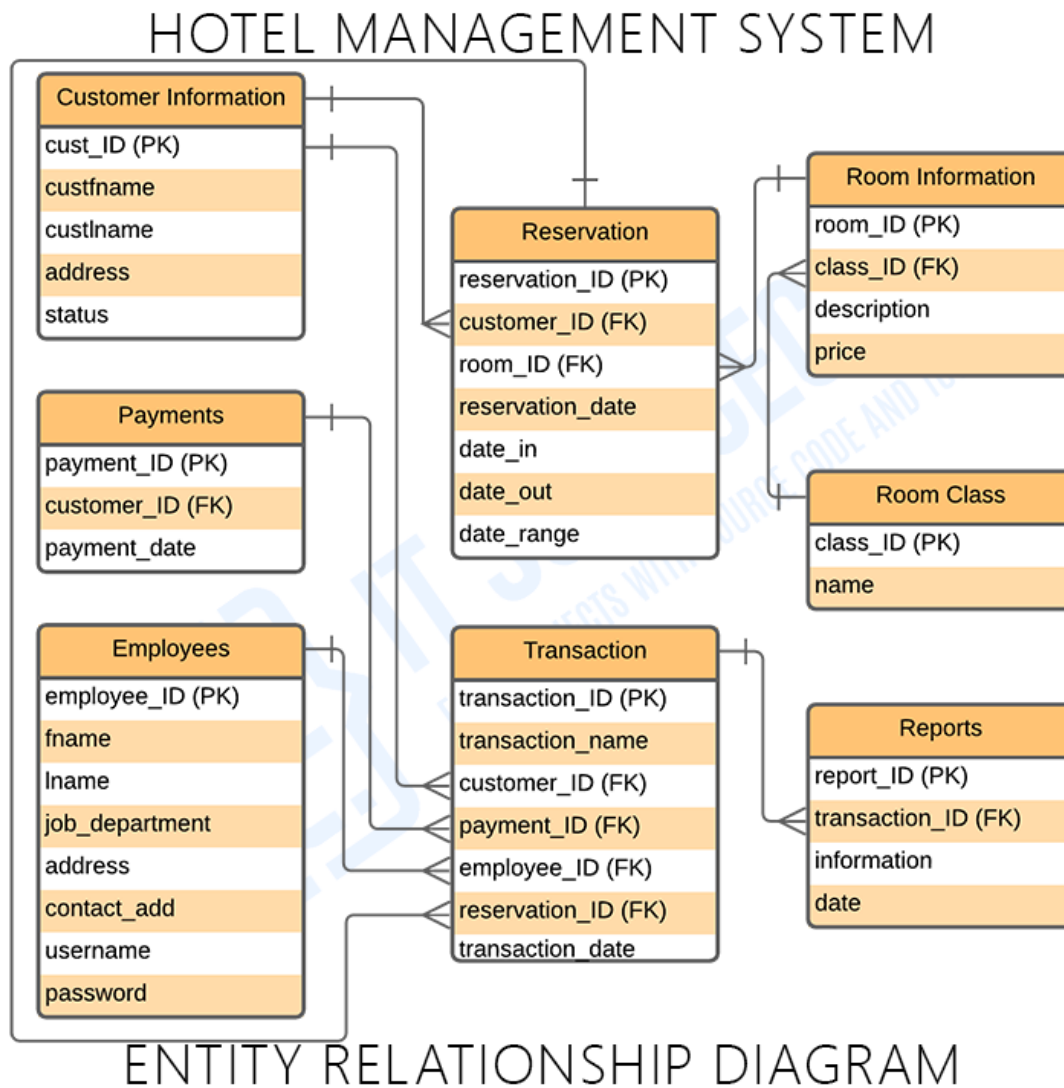 HOTEL MANAGEMENT SYSTEM
Customer Information
cust_ID (PK)
custfname
custlname
address
status
Payments
payment_ID (PK)
customer_ID (FK)
payment_date
Employees
employee_ID (PK)
fname
lname
job_department
address
contact_add
username
password
Reservation
reservation_ID (PK)
customer_ID (FK)
room_ID (FK)
reservation_date
date_in
date_out
date_range
Transaction
transaction_ID (PK)
transaction_name
customer_ID (FK)
payment_ID (FK)
employee_ID (FK)
reservation_ID (FK)
transaction_date
Room Information
room_ID (PK)
class_ID (FK)
description
price
Room Class
class_ID (PK)
name
Reports
report_ID (PK)
transaction_ID (FK)
information
date
ENTITY RELATIONSHIP DIAGRAM
IT
CODE AND